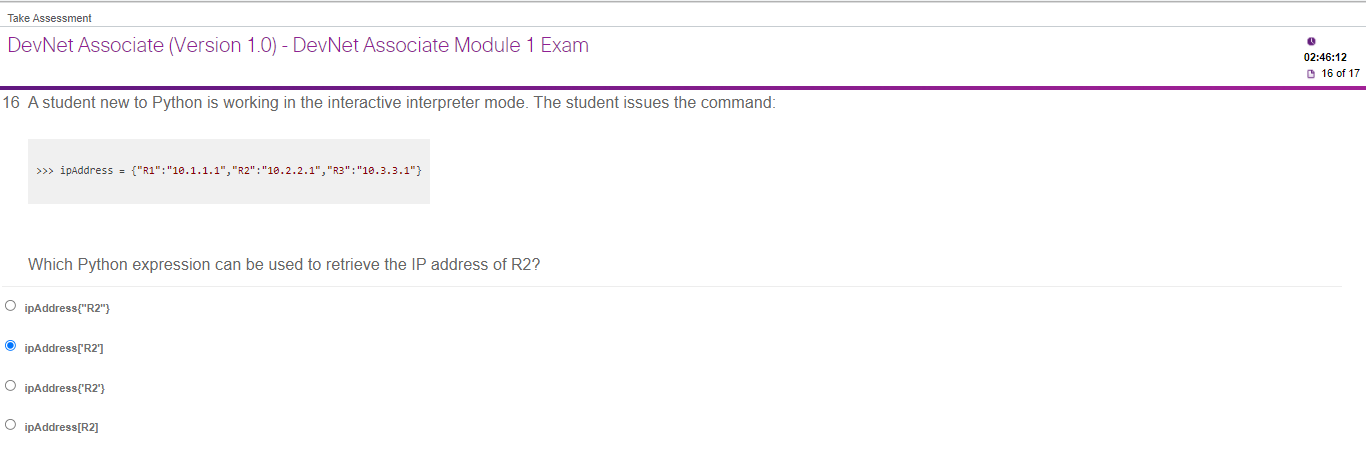 Take Assessment
DevNet Associate (Version 1.0) - DevNet Associate Module 1 Exam
02:46:12
16 of 17
16 A student new to Python is working in the interactive interpreter mode. The student issues the command:
>>> ipAddress = {"R1":"10.1.1.1","R2":"10.2.2.1","R3":"10.3.3.1"}
Which Python expression can be used to retrieve the IP address of R2?
ipAddress{"R2"}
ipAddress['R2']
ipAddress{'R2'}
ipAddress[R2]